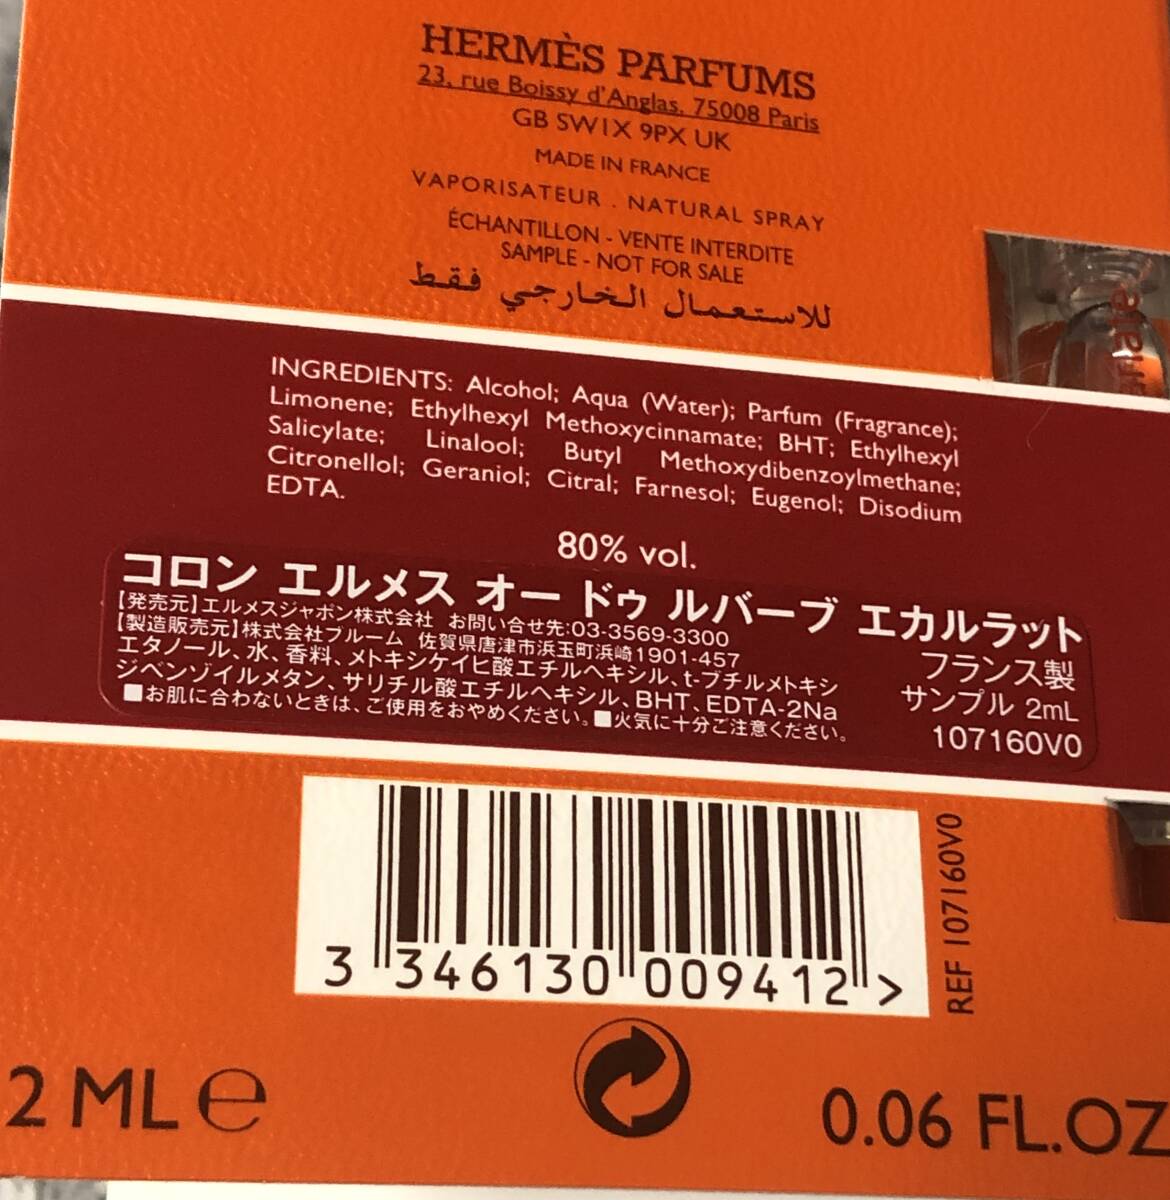 HERMÈS PARFUMS
23, rue Boissy d'Anglas, 75008 Paris
GB SW1X 9PX UK
MADE IN FRANCE
VAPORISATEUR . NATURAL SPRAY
ÉCHANTILLON - VENTE INTERDITE
SAMPLE - NOT FOR SALE
للاستعمال الخارجي فقط
INGREDIENTS: Alcohol; Aqua (Water); Parfum (Fragrance);
Limonene; Ethylhexyl Methoxycinnamate; BHT; Ethylhexyl
Salicylate; Linalool; Butyl Methoxydibenzoylmethane;
Citronellol; Geraniol; Citral; Farnesol; Eugenol; Disodium
EDTA.
80% vol.
コロン エルメス オー ドゥ ルバーブ エカルラット
【発売元】エルメスジャポン株式会社 お問い合せ先:03-3569-3300
【製造販売元】株式会社ブルーム 佐賀県唐津市浜玉町浜崎1901-457
エタノール、水、香料、メトキシケイヒ酸エチルヘキシル、t-ブチルメトキシ
ジベンゾイルメタン、サリチル酸エチルヘキシル、BHT、EDTA-2Na
■お肌に合わないときは、ご使用をおやめください。■火気に十分ご注意ください。
フランス製
サンプル 2mL
107160V0
3 346130 009412 >
REF 107160V0
2 ML e
0.06 FL.OZ